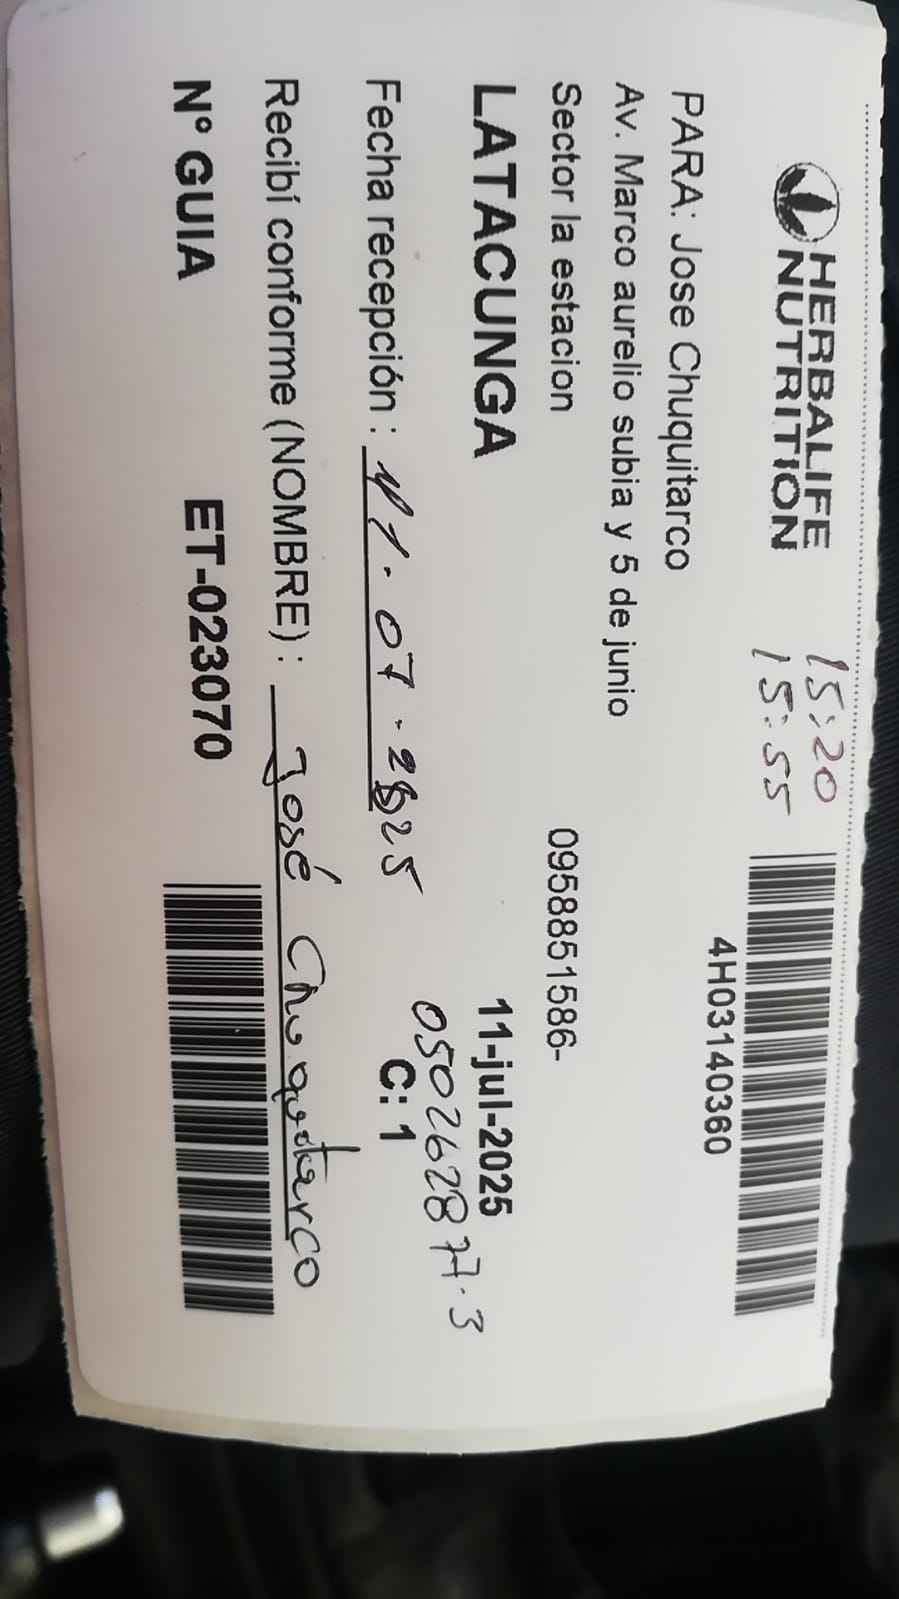 HERBALIFE
NUTRITION
15:20
15:55
4H03140360
PARA: Jose Chuquitarco
Av. Marco aurelio subia y 5 de junio
Sector la estacion 0958851586-
LATACUNGA 11-jul-2025
050262877-3
Fecha recepción : 11-07-2025 C: 1
Recibí conforme (NOMBRE) : José Chuquitarco
N° GUIA ET-023070